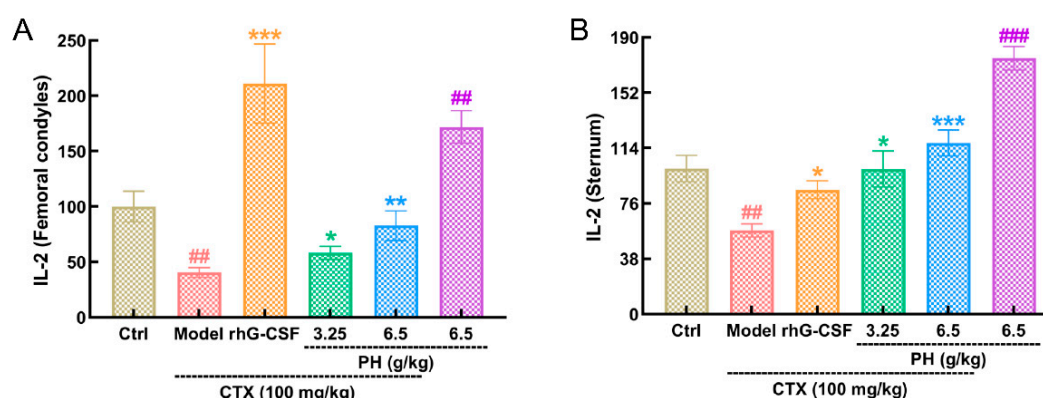 A
IL-2 (Femoral condyles)
250
200
150
100
50
0
##
***
*
**
##
Ctrl Model rhG-CSF 3.25 6.5 6.5
PH (g/kg)
CTX (100 mg/kg)
B
IL-2 (Sternum)
190
152
114
76
38
0
##
*
*
***
###
Ctrl Model rhG-CSF 3.25 6.5 6.5
PH (g/kg)
CTX (100 mg/kg)